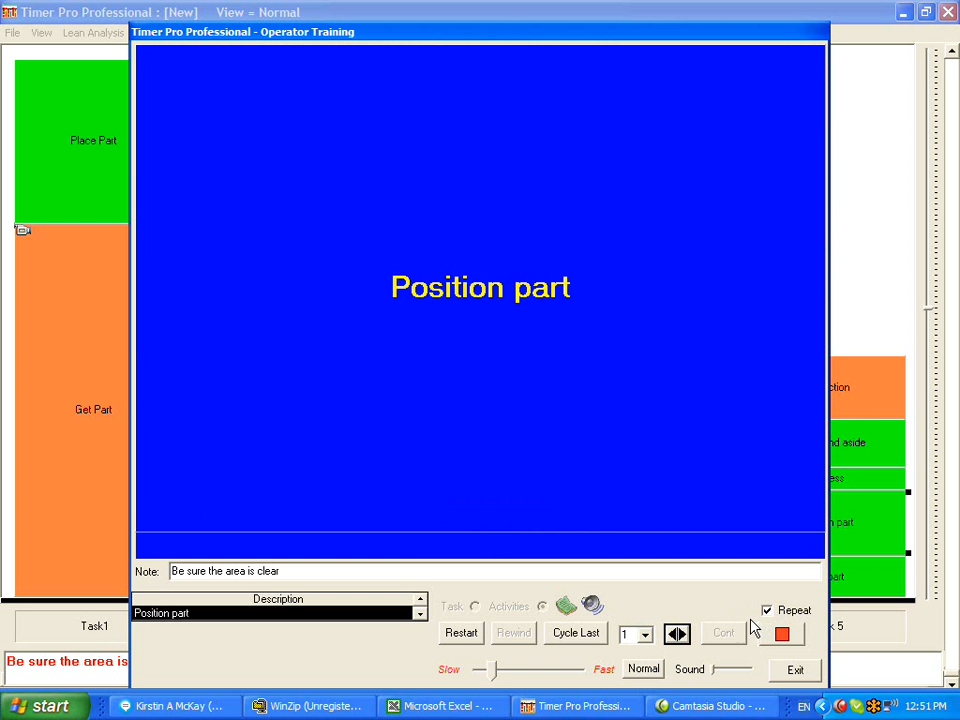 Timer Pro Professional : [New] View = Normal
File View Lean Analysis
Timer Pro Professional - Operator Training
Place Part
Get Part
Position part
ction
nd aside
ess
n part
part
Note: Be sure the area is clear
Description
Position part
Task Activities
Repeat
Restart Rewind Cycle Last 1 Cont
Slow Fast Normal Sound Exit
Task1
5
Be sure the area is
start Kirstin A McKay (... WinZip (Unregiste... Microsoft Excel - ... Timer Pro Professi... Camtasia Studio - ... EN 12:51 PM